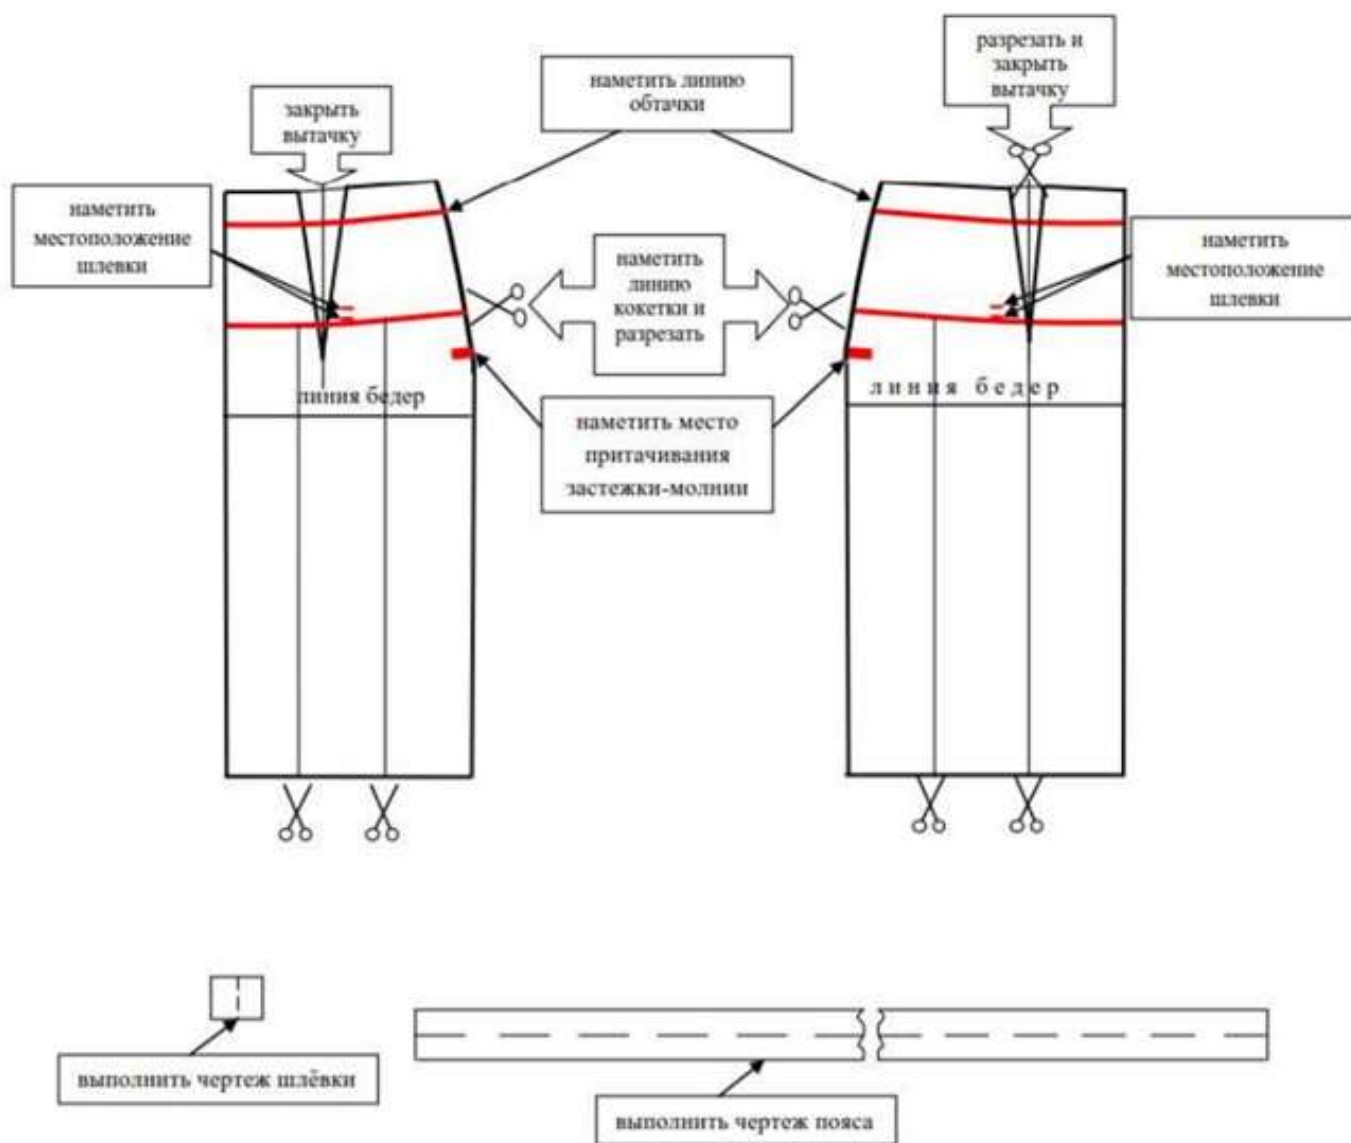 разрезать и
закрыть
вытачку
наметить линию
обтачки
закрыть
вытачку
наметить
местоположение
шлевки
наметить
линию
кокетки и
разрезать
наметить
местоположение
шлевки
линия бедер
линия бедер
наметить место
притачивания
застежки-молнии
выполнить чертеж шлёвки
выполнить чертеж пояса